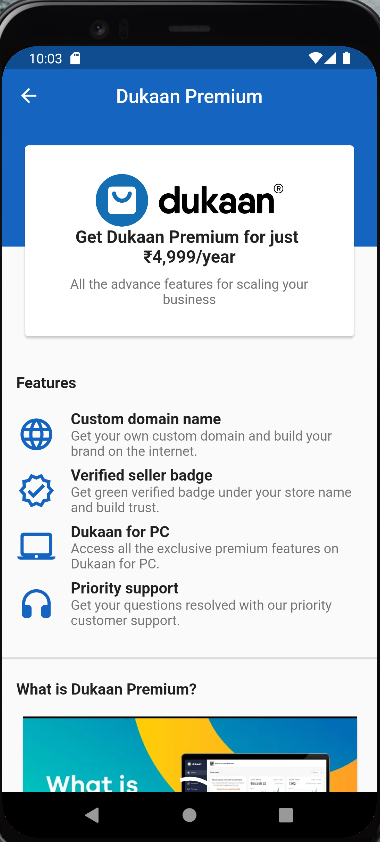 10:03
Dukaan Premium
dukaan®
Get Dukaan Premium for just
₹4,999/year
All the advance features for scaling your
business
Features
Custom domain name
Get your own custom domain and build your
brand on the internet.
Verified seller badge
Get green verified badge under your store name
and build trust.
Dukaan for PC
Access all the exclusive premium features on
Dukaan for PC.
Priority support
Get your questions resolved with our priority
customer support.
What is Dukaan Premium?
What is
dukaan